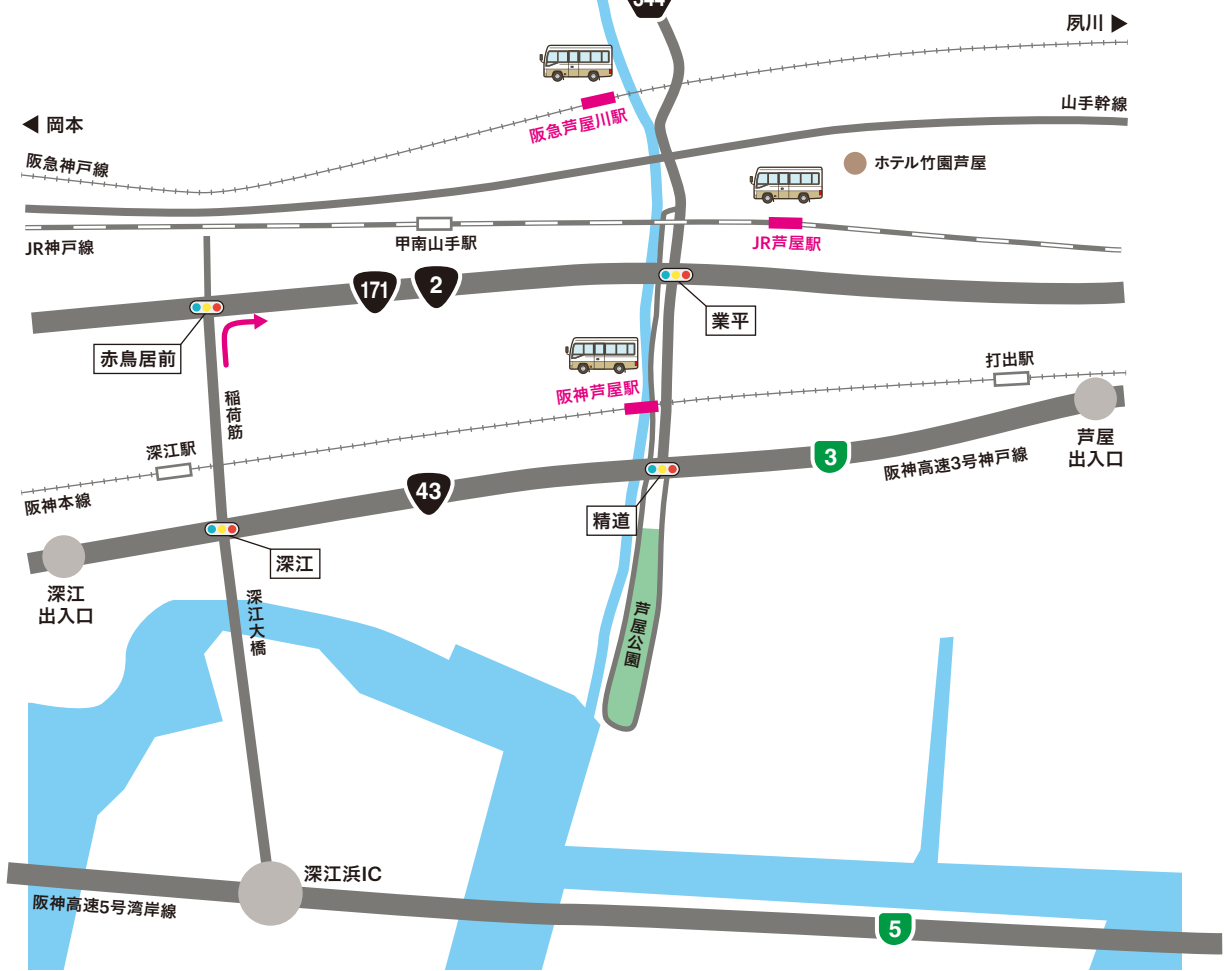 344
夙川 ▶
山手幹線
◀ 岡本
阪急芦屋川駅
阪急神戸線
ホテル竹園芦屋
JR神戸線
甲南山手駅
JR芦屋駅
171
2
業平
赤鳥居前
打出駅
阪神芦屋駅
稲荷筋
芦屋
出入口
深江駅
3
阪神高速3号神戸線
43
阪神本線
精道
深江
深江
出入口
深江大橋
芦屋公園
深江浜IC
阪神高速5号湾岸線
5